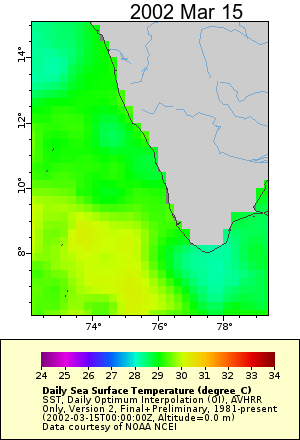 2002 Mar 15
14°
12°
10°
8°
74°
76°
78°
24 25 26 27 28 29 30 31 32 33 34
Daily Sea Surface Temperature (degree_C)
SST, Daily Optimum Interpolation (OI), AVHRR
Only, Version 2, Final+Preliminary, 1981-present
(2002-03-15T00:00:00Z, Altitude=0.0 m)
Data courtesy of NOAA NCEI